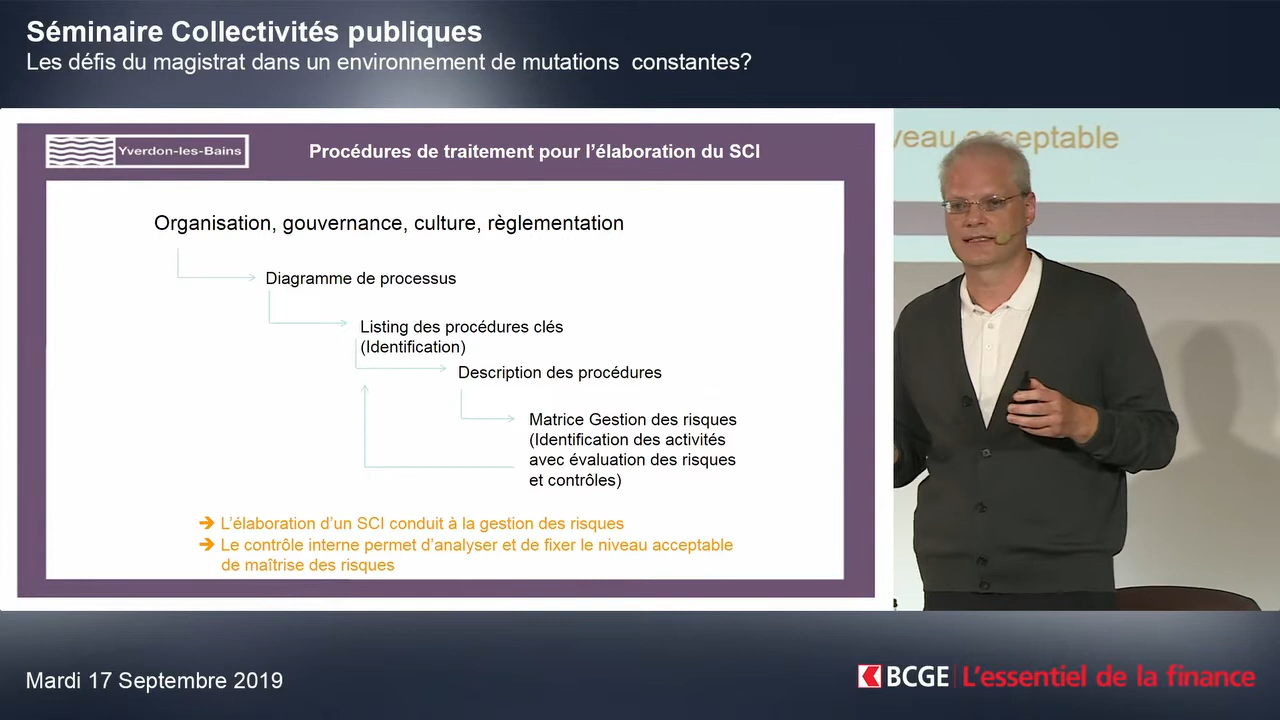 Séminaire Collectivités publiques
Les défis du magistrat dans un environnement de mutations constantes?
Yverdon-les-Bains
Procédures de traitement pour l'élaboration du SCI
veau acceptable
Organisation, gouvernance, culture, règlementation
Diagramme de processus
Listing des procédures clés
(Identification)
Description des procédures
Matrice Gestion des risques
(Identification des activités
avec évaluation des risques
et contrôles)
➔ L'élaboration d'un SCI conduit à la gestion des risques
➔ Le contrôle interne permet d'analyser et de fixer le niveau acceptable
de maîtrise des risques
Mardi 17 Septembre 2019
BCGE L'essentiel de la finance